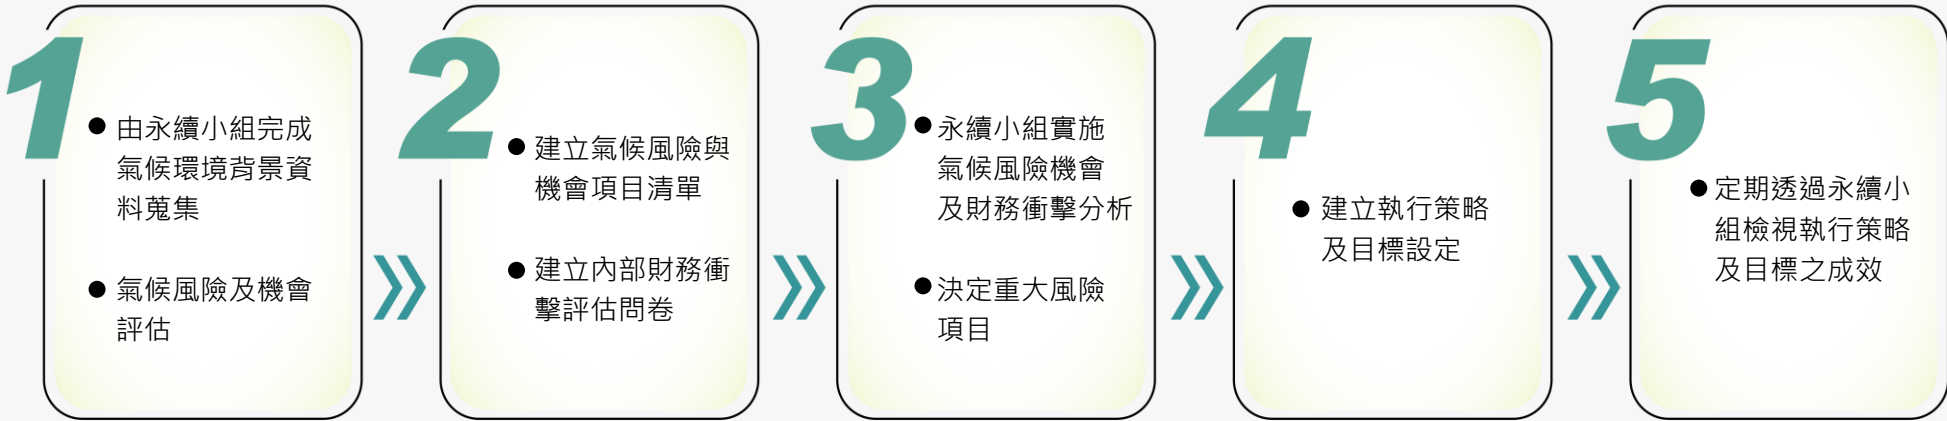 1
● 由永續小組完成
氣候環境背景資
料蒐集
● 氣候風險及機會
評估
2
● 建立氣候風險與
機會項目清單
● 建立內部財務衝
擊評估問卷
3
● 永續小組實施
氣候風險機會
及財務衝擊分析
● 決定重大風險
項目
4
● 建立執行策略
及目標設定
5
● 定期透過永續小
組檢視執行策略
及目標之成效